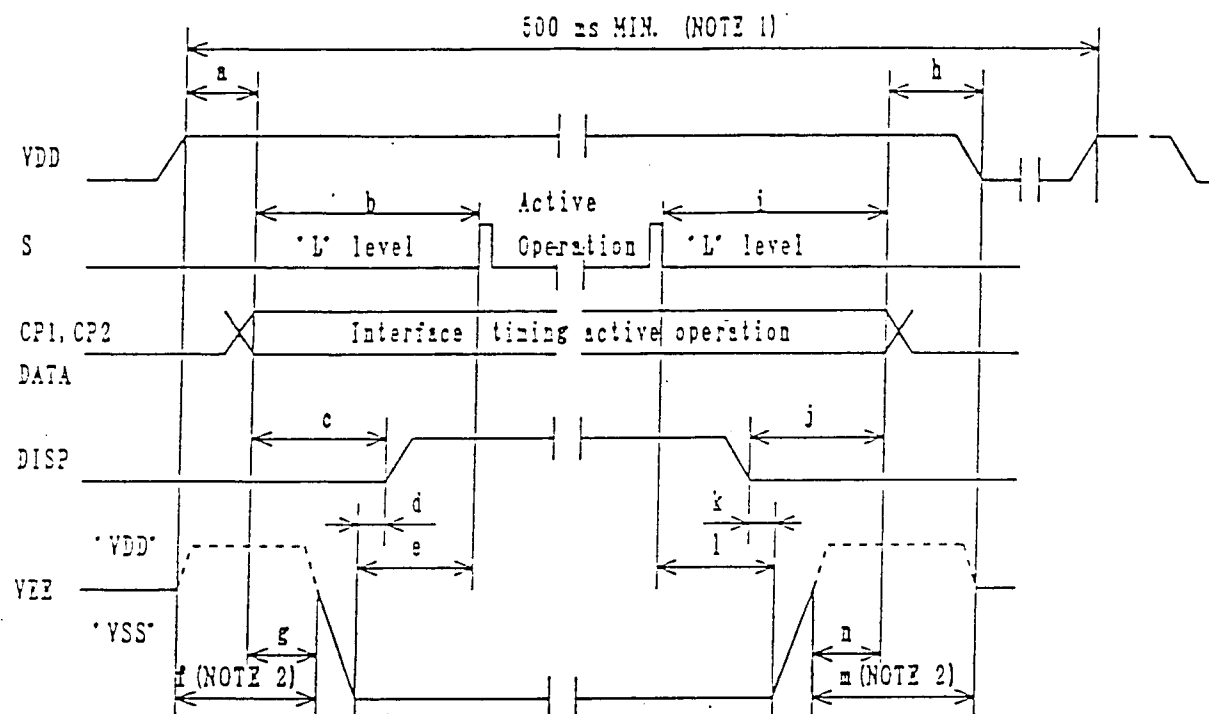 500 ms MIN. (NOTE 1)
a
h
VDD
b
Active
i
S
"L" level
Operation
"L" level
CP1, CP2
Interface timing active operation
DATA
c
j
DISP
d
k
"VDD"
e
l
VEE
"VSS"
g
n
f (NOTE 2)
m (NOTE 2)